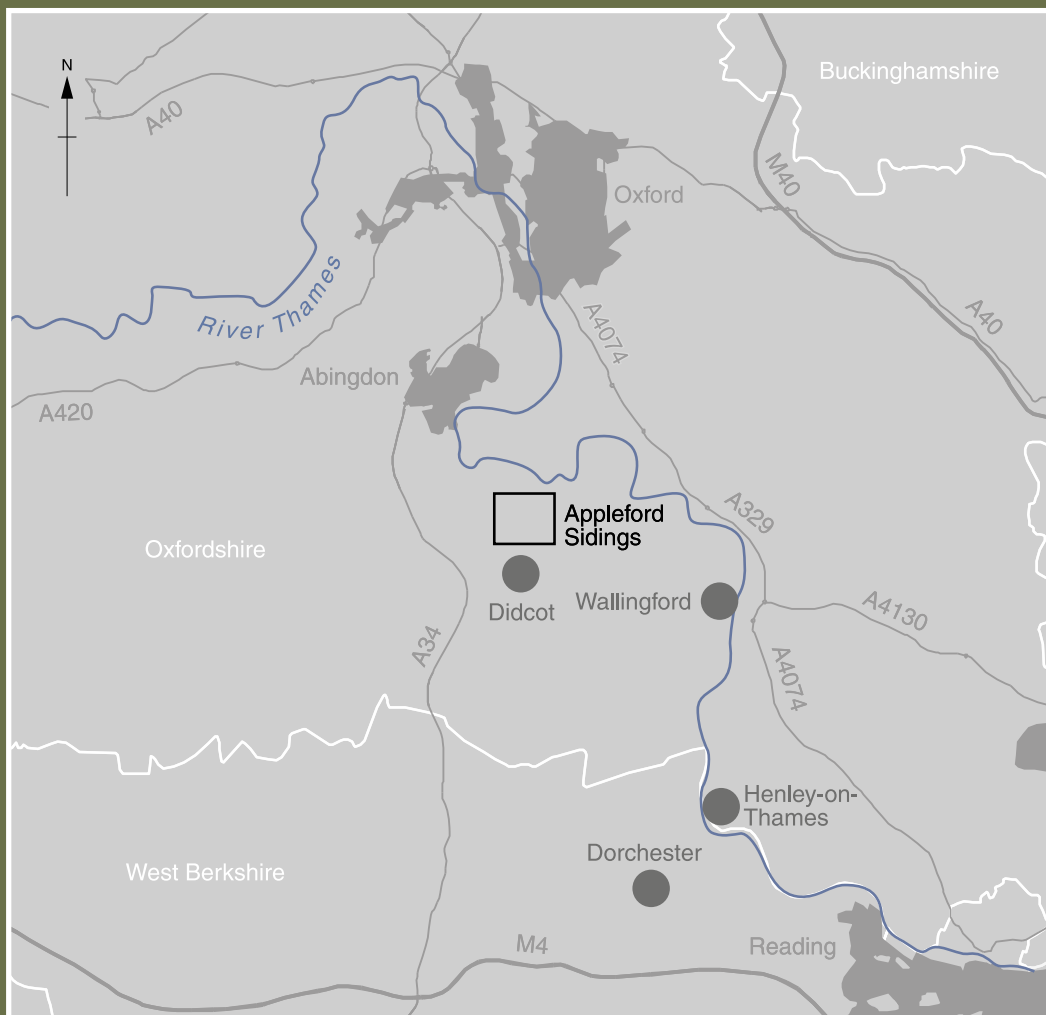 N
Buckinghamshire
A40
M40
Oxford
River Thames
A4074
A40
Abingdon
A420
Appleford
Sidings
A329
Oxfordshire
Didcot
Wallingford
A4130
A34
A4074
Henley-on-
Thames
Dorchester
West Berkshire
M4
Reading